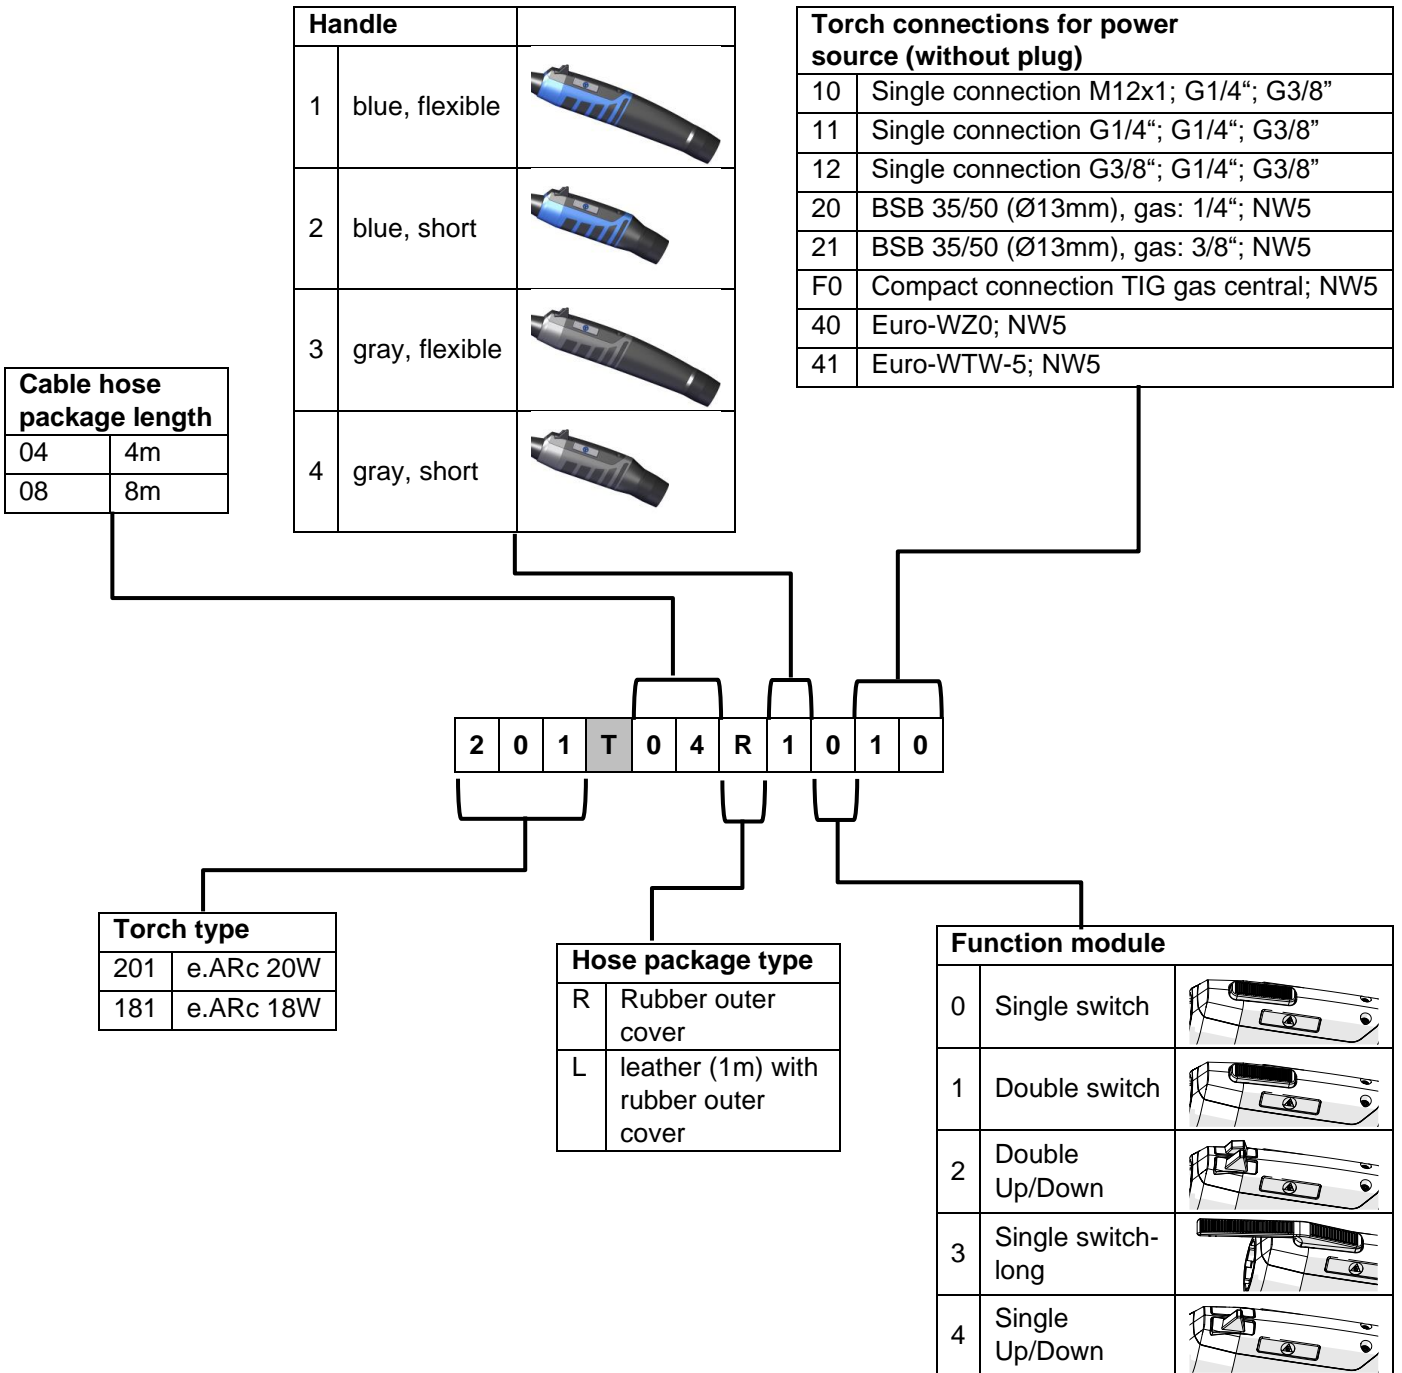 Handle
1 blue, flexible
2 blue, short
3 gray, flexible
4 gray, short
Torch connections for power
source (without plug)
10 Single connection M12x1; G1/4“; G3/8”
11 Single connection G1/4“; G1/4“; G3/8”
12 Single connection G3/8“; G1/4“; G3/8”
20 BSB 35/50 (Ø13mm), gas: 1/4“; NW5
21 BSB 35/50 (Ø13mm), gas: 3/8“; NW5
F0 Compact connection TIG gas central; NW5
40 Euro-WZ0; NW5
41 Euro-WTW-5; NW5
Cable hose
package length
04 4m
08 8m
2 0 1 T 0 4 R 1 0 1 0
Torch type
201 e.ARc 20W
181 e.ARc 18W
Hose package type
R Rubber outer
cover
L leather (1m) with
rubber outer
cover
Function module
0 Single switch
1 Double switch
2 Double
Up/Down
3 Single switch-
long
4 Single
Up/Down